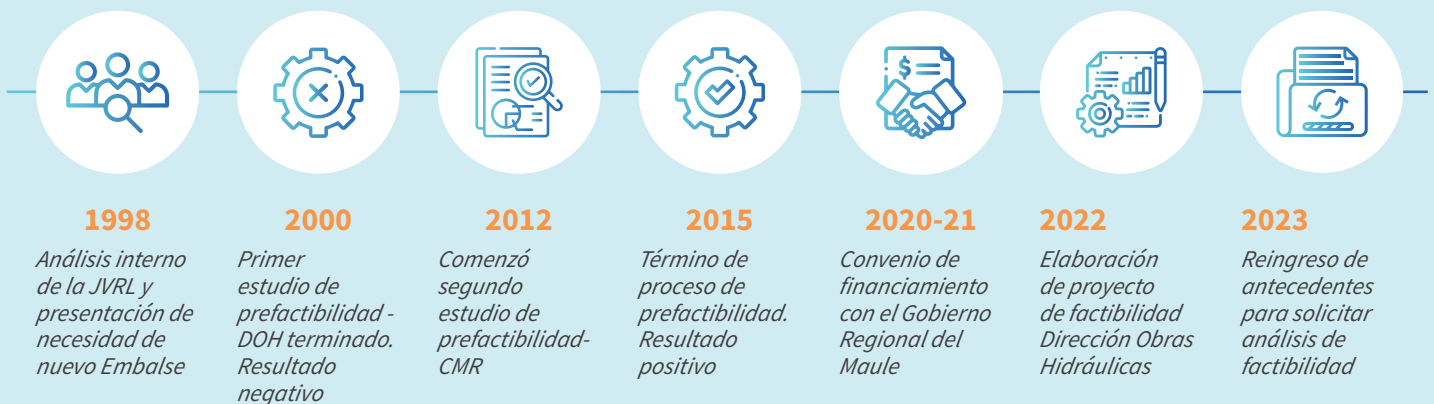 1998
Análisis interno
de la JVRL y
presentación de
necesidad de
nuevo Embalse
2000
Primer
estudio de
prefactibilidad -
DOH terminado.
Resultado
negativo
2012
Comenzó
segundo
estudio de
prefactibilidad-
CMR
2015
Término de
proceso de
prefactibilidad.
Resultado
positivo
$
2020-21
Convenio de
financiamiento
con el Gobierno
Regional del
Maule
2022
Elaboración
de proyecto
de factibilidad
Dirección Obras
Hidráulicas
2023
Reingreso de
antecedentes
para solicitar
análisis de
factibilidad